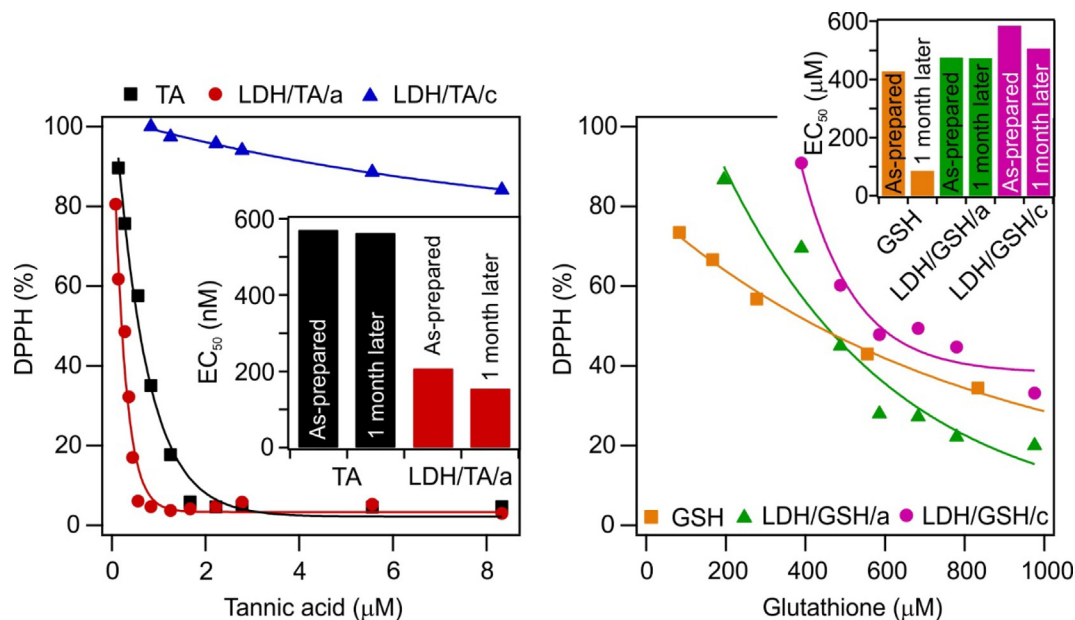 TA LDH/TA/a LDH/TA/c
100
80
60
40
20
0
DPPH (%)
0 2 4 6 8
Tannic acid (μM)
600
400
200
0
EC50 (nM)
As-prepared
1 month later
As-prepared
1 month later
TA LDH/TA/a
600
400
200
0
EC50 (μM)
As-prepared
1 month later
As-prepared
1 month later
As-prepared
1 month later
GSH
LDH/GSH/a
LDH/GSH/c
100
80
60
40
20
0
DPPH (%)
GSH LDH/GSH/a LDH/GSH/c
0 200 400 600 800 1000
Glutathione (μM)